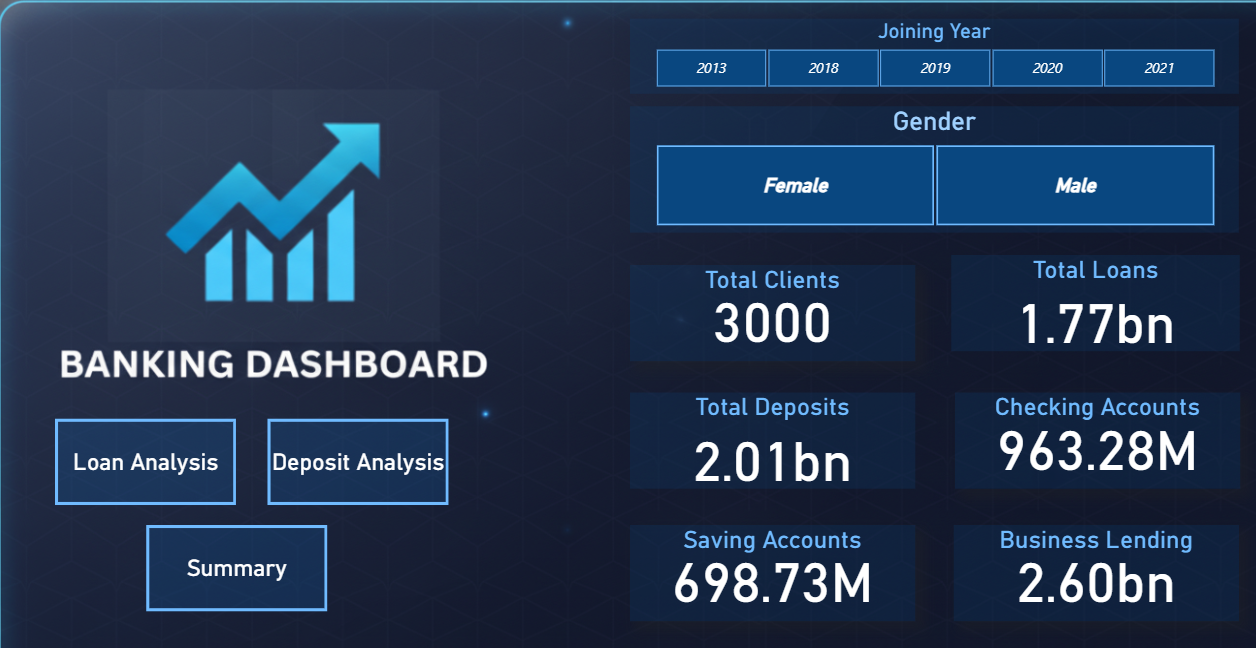 BANKING DASHBOARD
Loan Analysis
Deposit Analysis
Summary
Joining Year
2013 2018 2019 2020 2021
Gender
Female Male
Total Clients
3000
Total Loans
1.77bn
Total Deposits
2.01bn
Checking Accounts
963.28M
Saving Accounts
698.73M
Business Lending
2.60bn